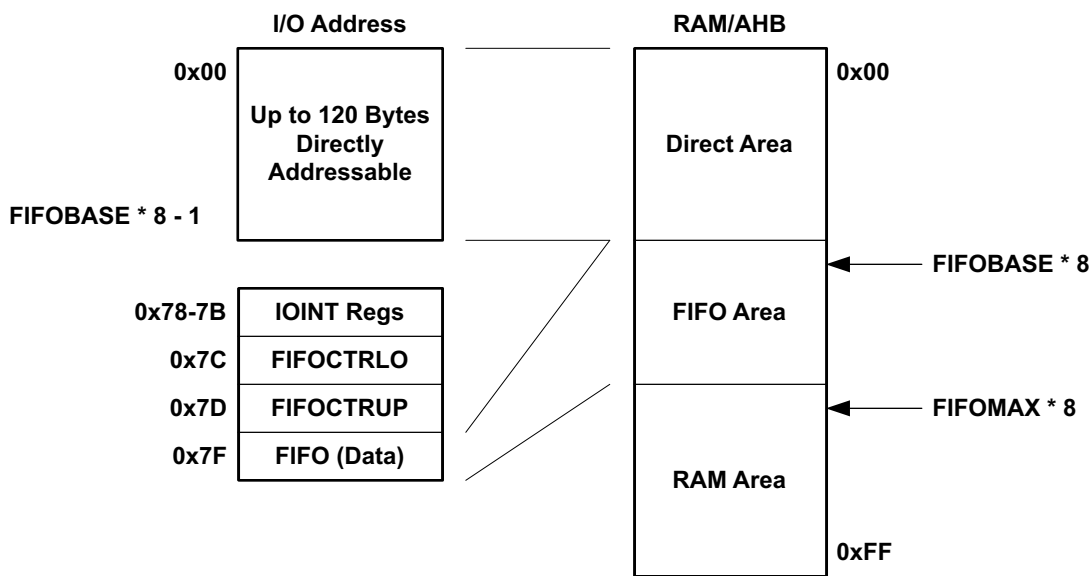 I/O Address
RAM/AHB
0x00
Up to 120 Bytes
Directly
Addressable
FIFOBASE * 8 - 1
0x78-7B
IOINT Regs
0x7C
FIFOCTRLO
0x7D
FIFOCTRUP
0x7F
FIFO (Data)
0x00
Direct Area
FIFOBASE * 8
FIFO Area
FIFOMAX * 8
RAM Area
0xFF